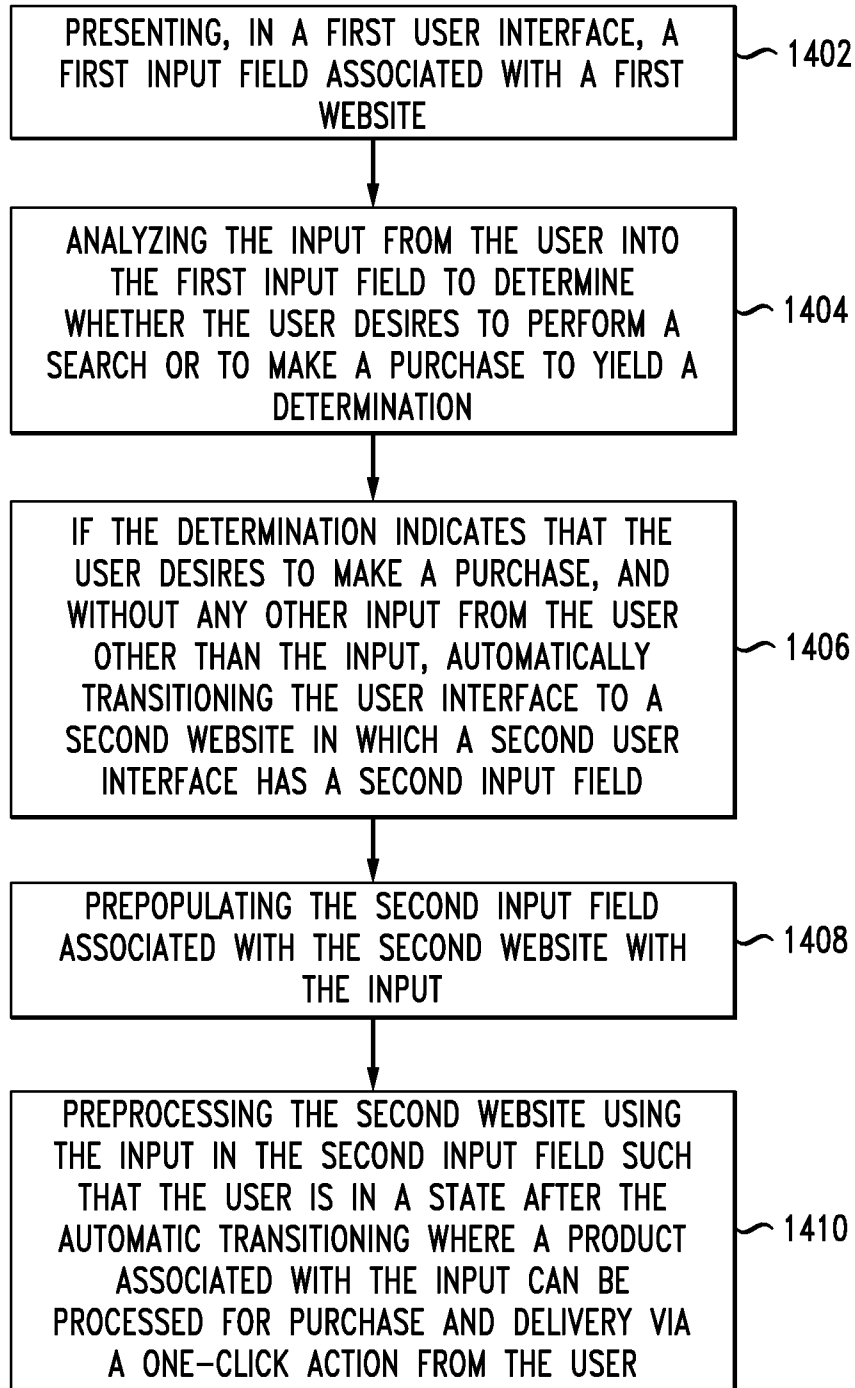 PRESENTING, IN A FIRST USER INTERFACE, A
FIRST INPUT FIELD ASSOCIATED WITH A FIRST
WEBSITE
1402
ANALYZING THE INPUT FROM THE USER INTO
THE FIRST INPUT FIELD TO DETERMINE
WHETHER THE USER DESIRES TO PERFORM A
SEARCH OR TO MAKE A PURCHASE TO YIELD A
DETERMINATION
1404
IF THE DETERMINATION INDICATES THAT THE
USER DESIRES TO MAKE A PURCHASE, AND
WITHOUT ANY OTHER INPUT FROM THE USER
OTHER THAN THE INPUT, AUTOMATICALLY
TRANSITIONING THE USER INTERFACE TO A
SECOND WEBSITE IN WHICH A SECOND USER
INTERFACE HAS A SECOND INPUT FIELD
1406
PREPOPULATING THE SECOND INPUT FIELD
ASSOCIATED WITH THE SECOND WEBSITE WITH
THE INPUT
1408
PREPROCESSING THE SECOND WEBSITE USING
THE INPUT IN THE SECOND INPUT FIELD SUCH
THAT THE USER IS IN A STATE AFTER THE
AUTOMATIC TRANSITIONING WHERE A PRODUCT
ASSOCIATED WITH THE INPUT CAN BE
PROCESSED FOR PURCHASE AND DELIVERY VIA
A ONE-CLICK ACTION FROM THE USER
1410